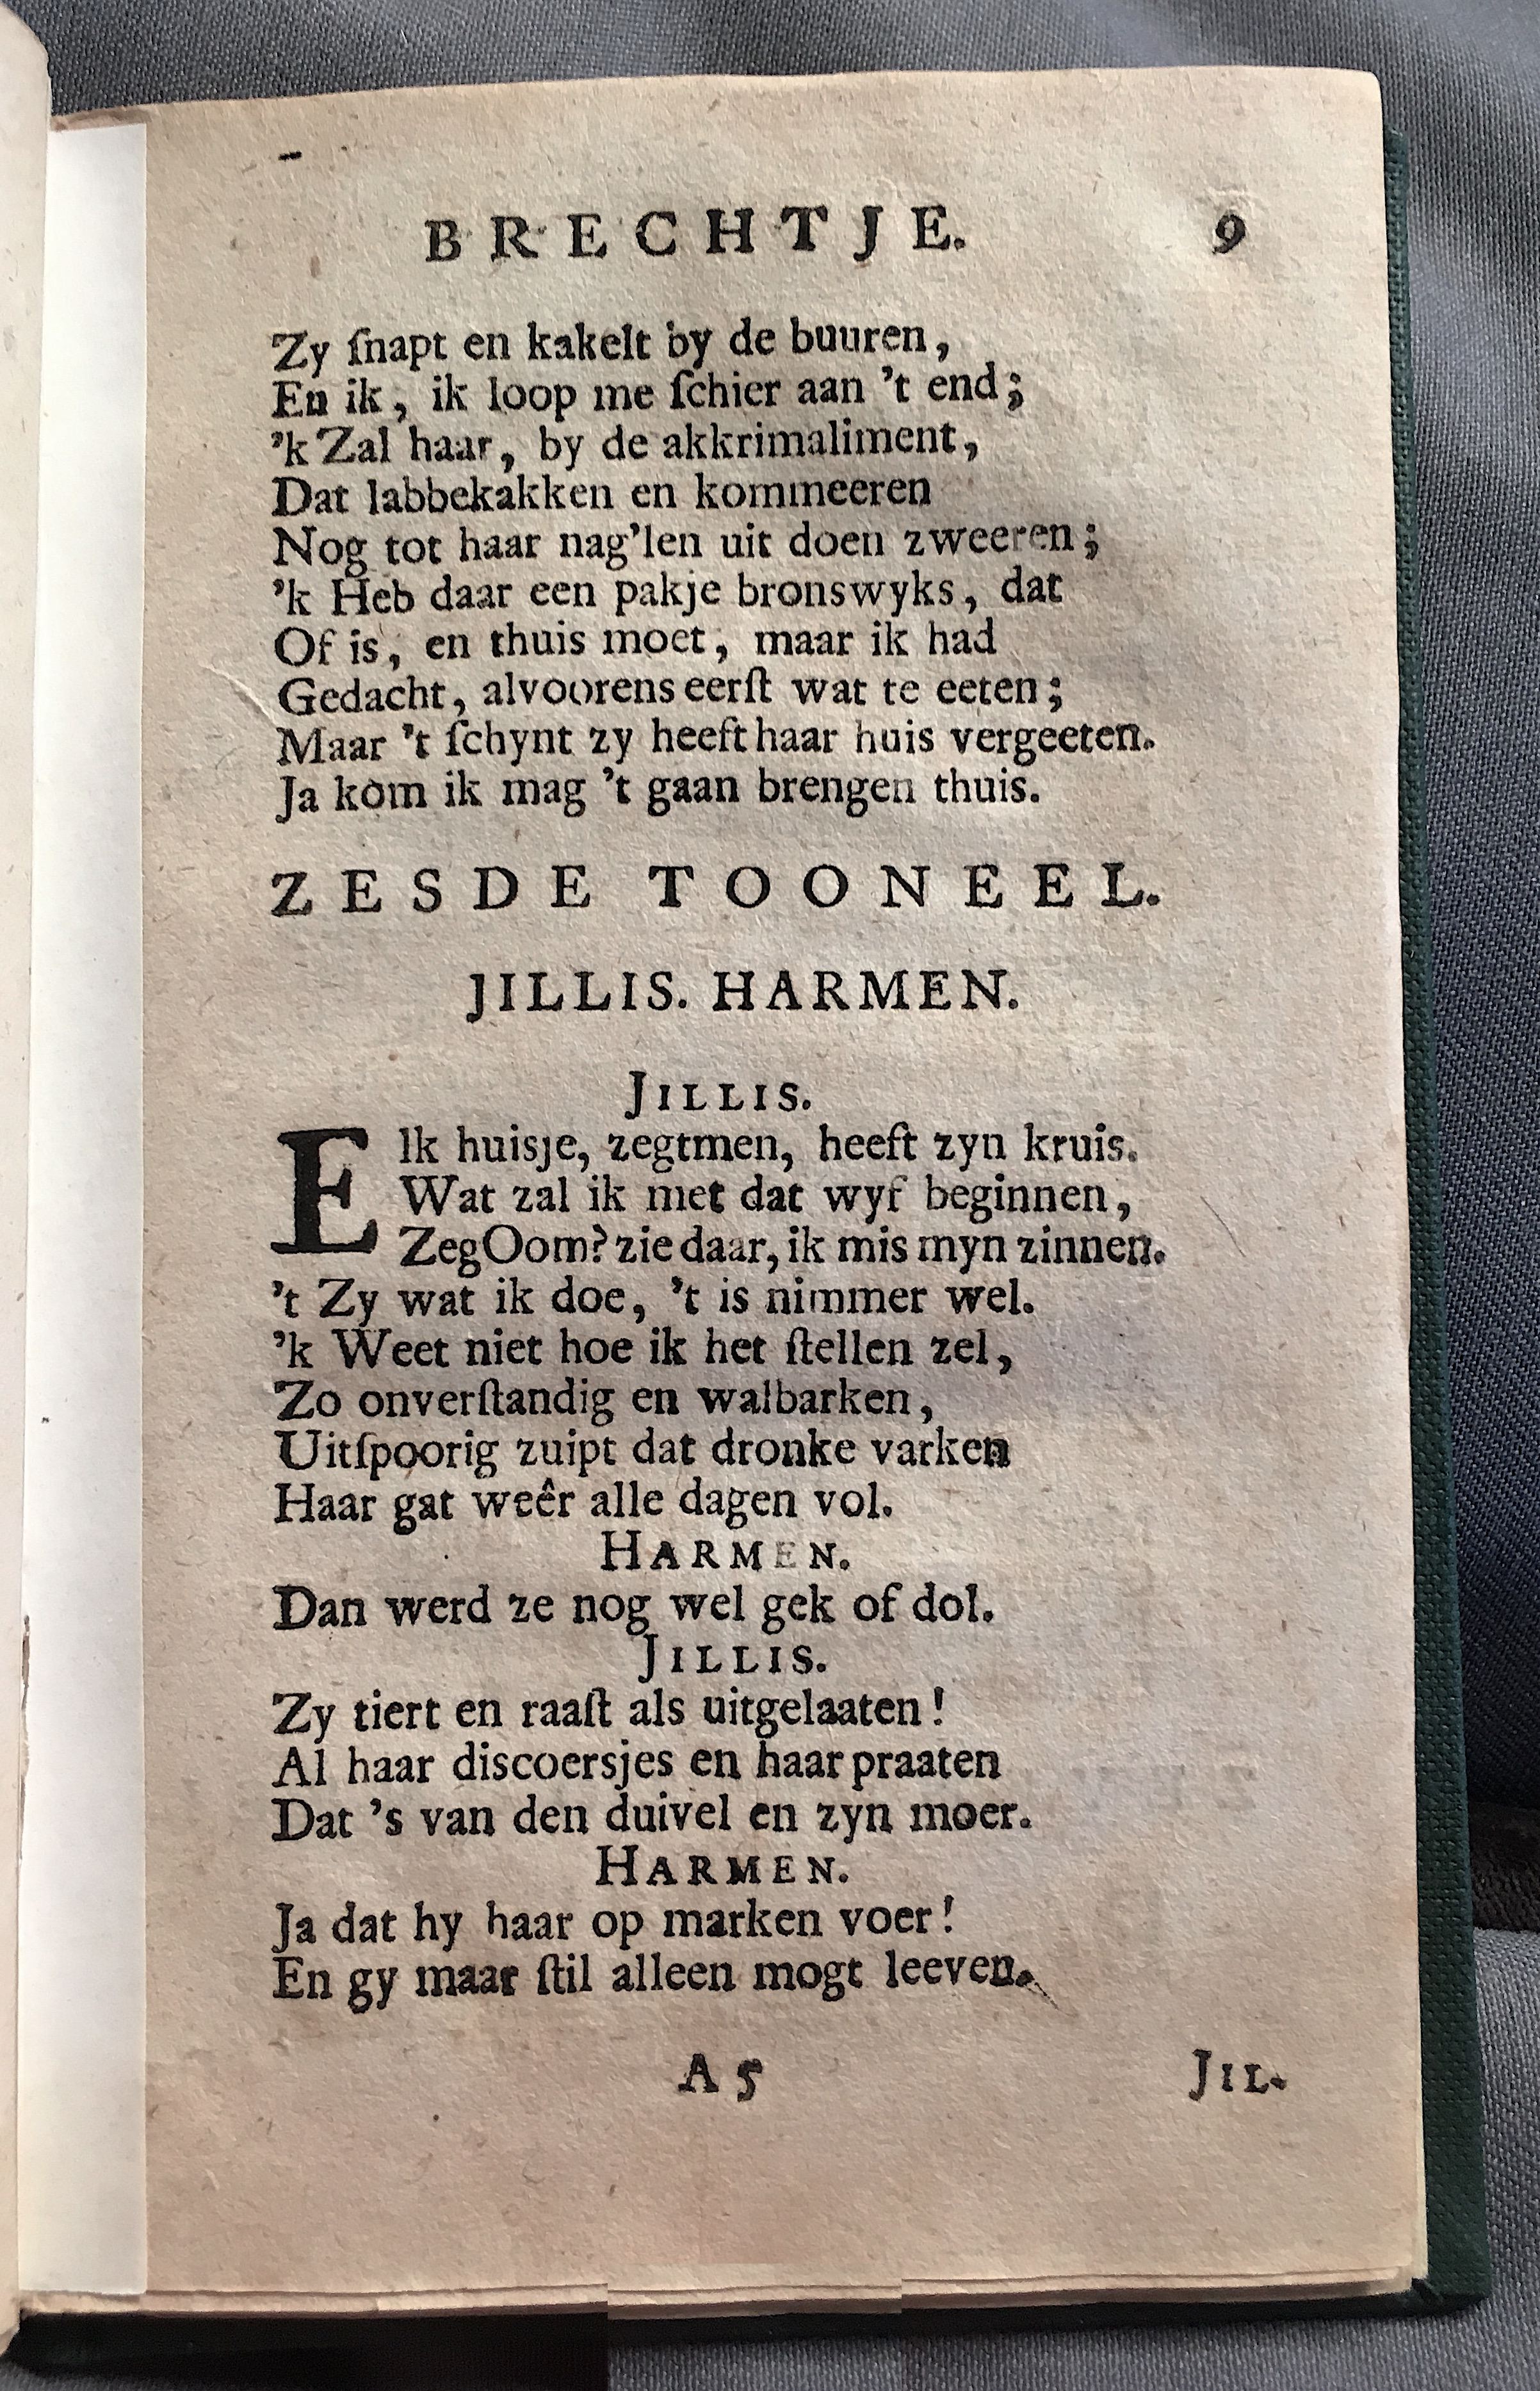 BRECHTJE. 9
Zy ſnapt en kakelt by de buuren,
En ik, ik loop me ſchier aan 't end;
'k Zal haar, by de akkrimaliment,
Dat labbekakken en kommeeren
Nog tot haar nag'len uit doen zweeren;
'k Heb daar een pakje bronswyks, dat
Of is, en thuis moet, maar ik had
Gedacht, alvoorens eerſt wat te eeten;
Maar 't ſchynt zy heeft haar huis vergeeten.
Ja kom ik mag 't gaan brengen thuis.
ZESDE TOONEEL.
JILLIS. HARMEN.
JILLIS.
Elk huisje, zegtmen, heeft zyn kruis.
Wat zal ik met dat wyf beginnen,
Zeg Oom? zie daar, ik mis myn zinnen.
't Zy wat ik doe, 't is nimmer wel.
'k Weet niet hoe ik het ſtellen zel,
Zo onverſtandig en walbarken,
Uitſpoorig zuipt dat dronke varken
Haar gat weêr alle dagen vol.
HARMEN.
Dan werd ze nog wel gek of dol.
JILLIS.
Zy tiert en raaſt als uitgelaaten!
Al haar discoersjes en haar praaten
Dat 's van den duivel en zyn moer.
HARMEN.
Ja dat hy haar op marken voer!
En gy maar ſtil alleen mogt leeven.
A 5 JIL.